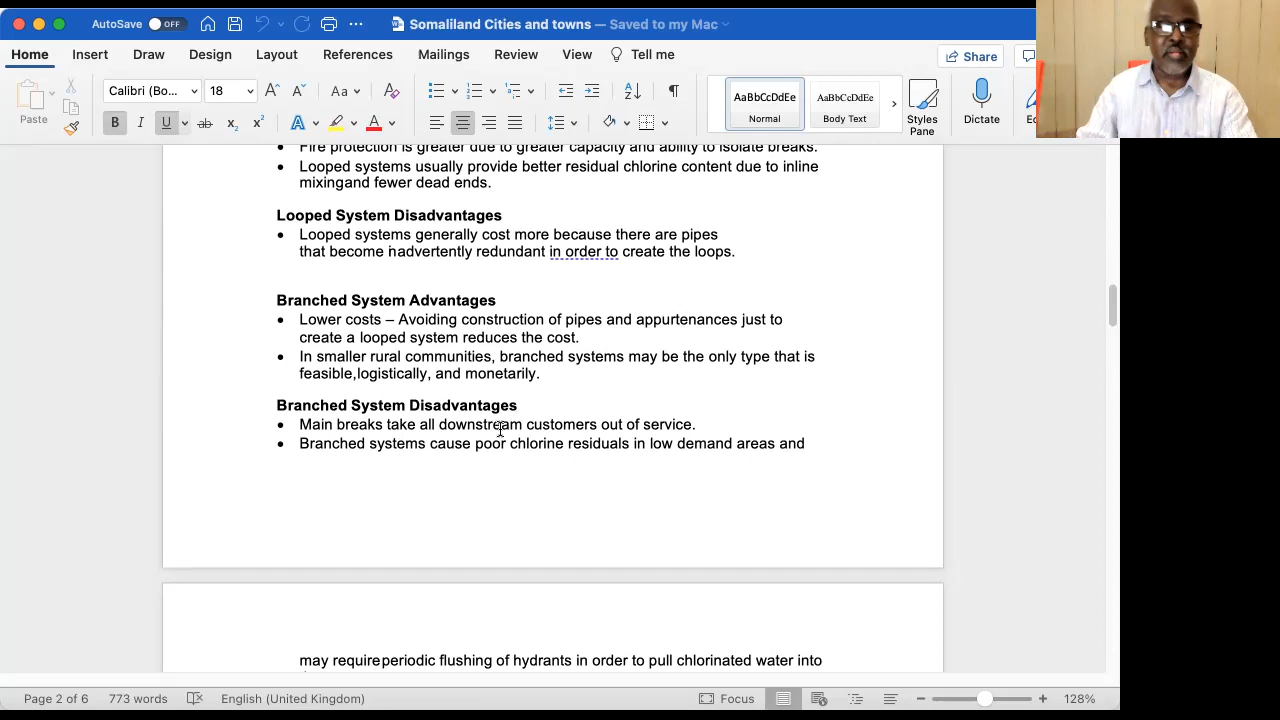 AutoSave OFF Somaliland Cities and towns — Saved to my Mac
Home Insert Draw Design Layout References Mailings Review View Tell me Share
Paste Calibri (Bo... 18 A A Aa A AaBbCcDdEe Normal AaBbCcDdEe Body Text Styles Pane Dictate
B I U ab x2 x2 A A
Fire protection is greater due to greater capacity and ability to isolate breaks.
• Looped systems usually provide better residual chlorine content due to inline
mixingand fewer dead ends.
Looped System Disadvantages
• Looped systems generally cost more because there are pipes
that become inadvertently redundant in order to create the loops.
Branched System Advantages
• Lower costs – Avoiding construction of pipes and appurtenances just to
create a looped system reduces the cost.
• In smaller rural communities, branched systems may be the only type that is
feasible,logistically, and monetarily.
Branched System Disadvantages
• Main breaks take all downstream customers out of service.
• Branched systems cause poor chlorine residuals in low demand areas and
may requireperiodic flushing of hydrants in order to pull chlorinated water into
Page 2 of 6 773 words English (United Kingdom) Focus 128%